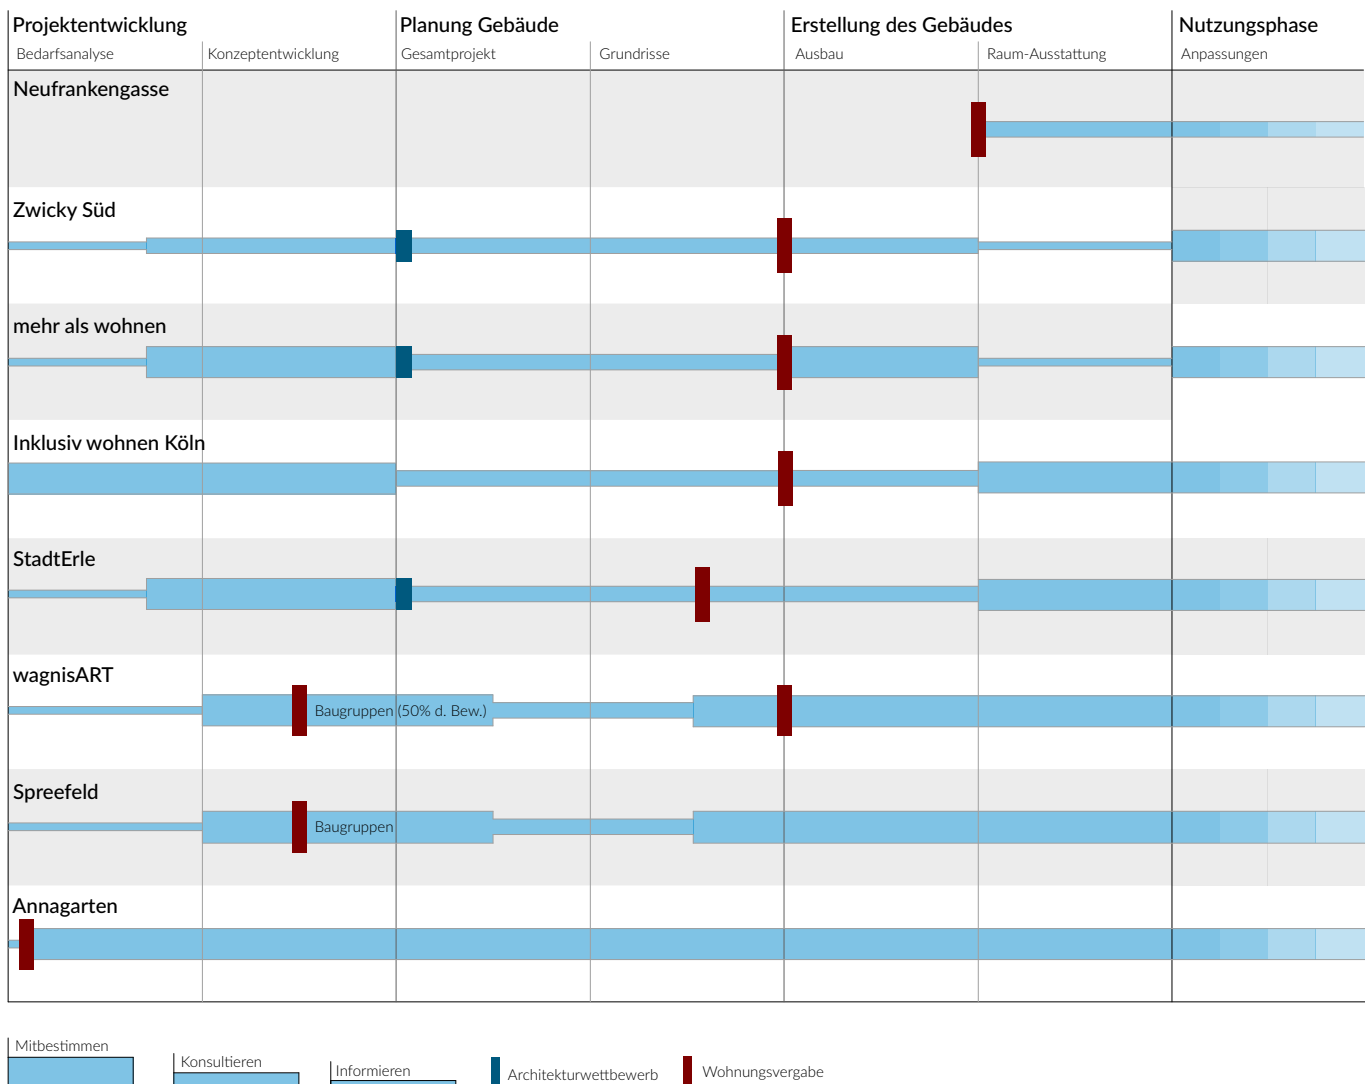 Projektentwicklung
Planung Gebäude
Erstellung des Gebäudes
Nutzungsphase
Bedarfsanalyse
Konzeptentwicklung
Gesamtprojekt
Grundrisse
Ausbau
Raum-Ausstattung
Anpassungen
Neufrankengasse
Zwicky Süd
mehr als wohnen
Inklusiv wohnen Köln
StadtErle
wagnisART
Baugruppen (50% d. Bew.)
Spreefeld
Baugruppen
Annagarten
Mitbestimmen
Konsultieren
Informieren
Architekturwettbewerb
Wohnungsvergabe